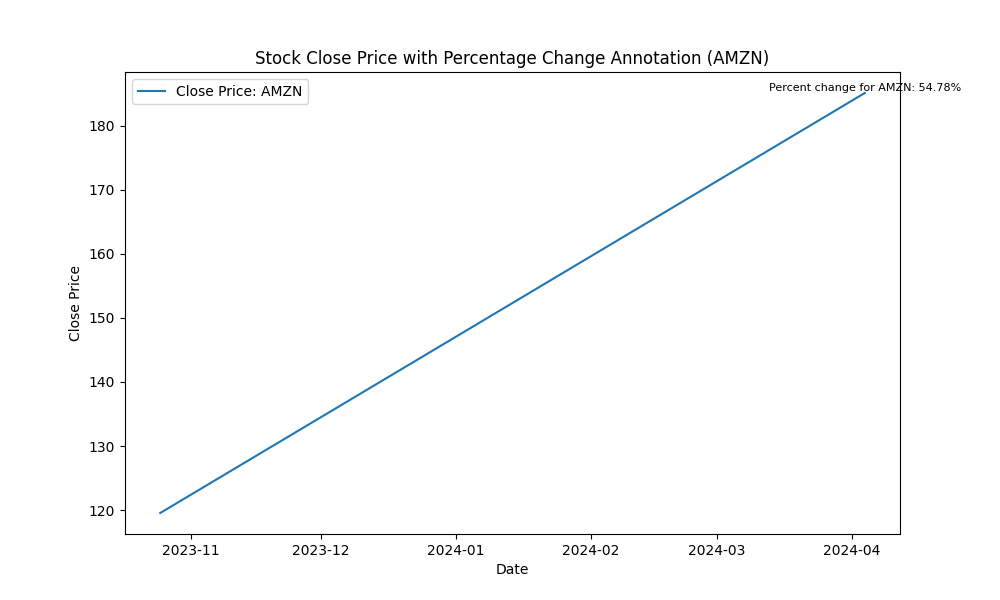 Stock Close Price with Percentage Change Annotation (AMZN)
Close Price: AMZN
Percent change for AMZN: 54.78%
180
170
160
150
140
130
120
Close Price
2023-11 2023-12 2024-01 2024-02 2024-03 2024-04
Date